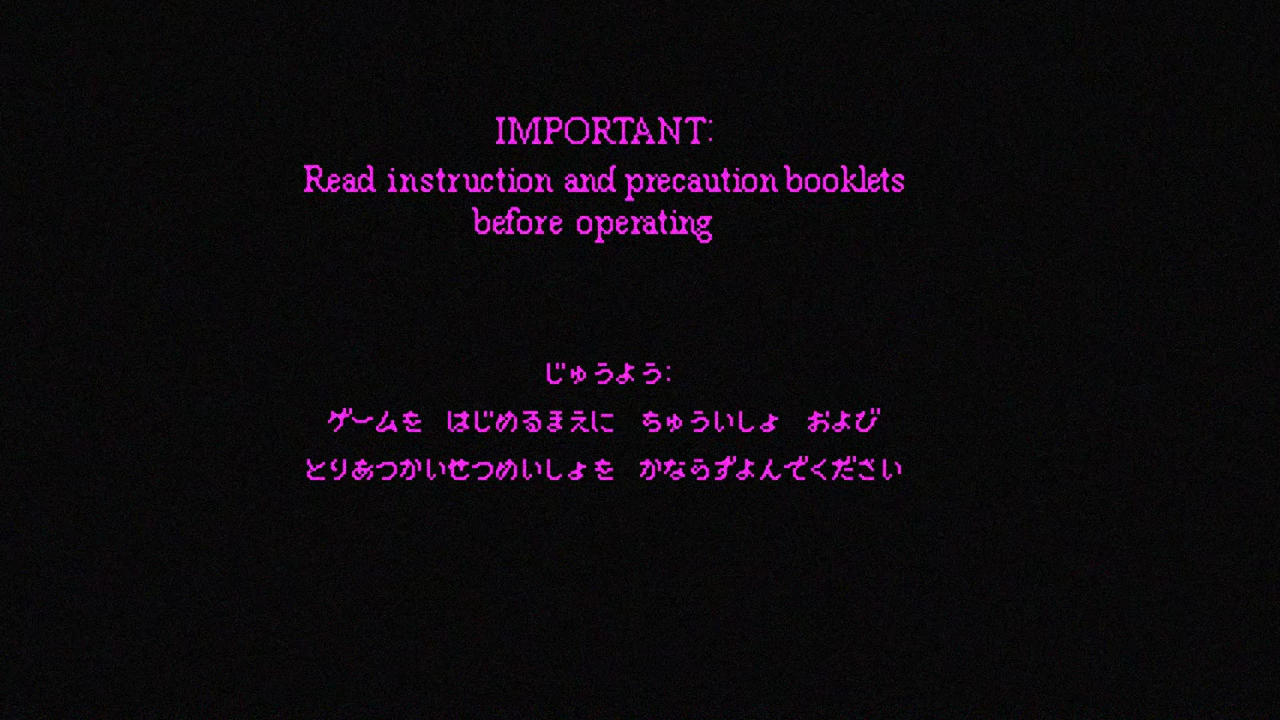 IMPORTANT:
Read instruction and precaution booklets
before operating
じゅうよう:
ゲームを はじめるまえに ちゅういしょ および
とりあつかいせつめいしょを かならずよんでください